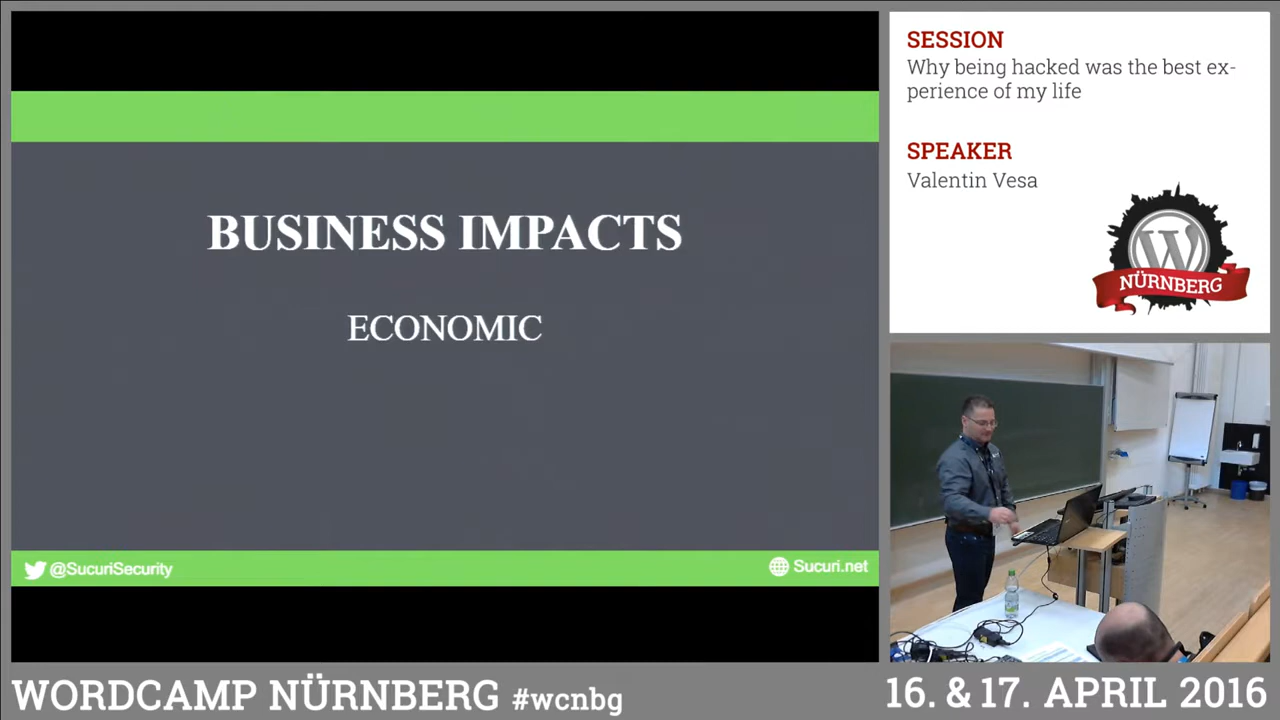 BUSINESS IMPACTS
ECONOMIC
@SucuriSecurity
Sucuri.net
SESSION
Why being hacked was the best ex-
perience of my life
SPEAKER
Valentin Vesa
W
NÜRNBERG
WORDCAMP NÜRNBERG #wcnbg
16. & 17. APRIL 2016